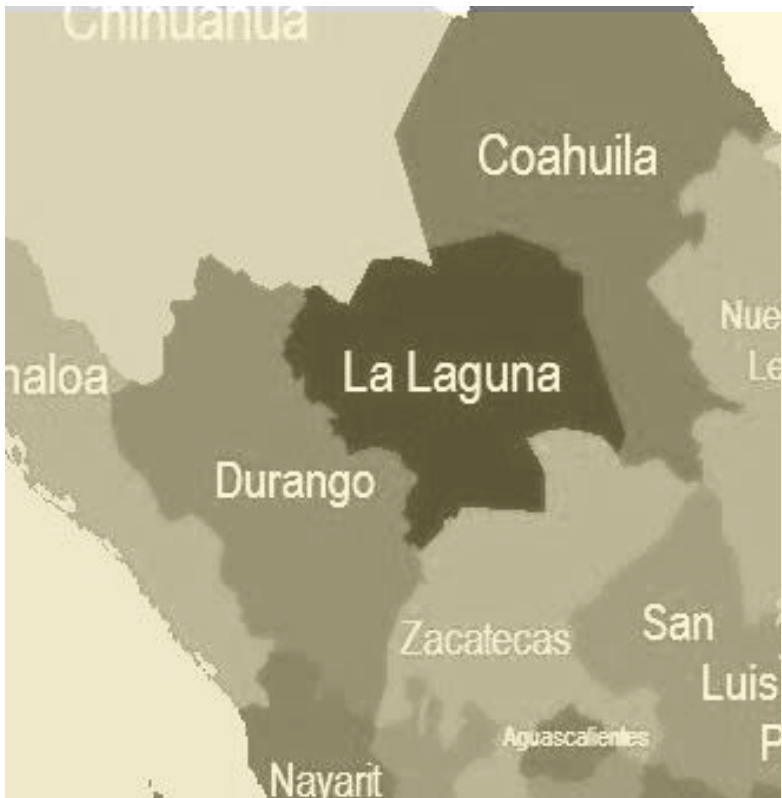 Chihuahua
Coahuila
Nue
La Laguna
Le
naloa
Durango
San
Zacatecas
Luis
P
Aguascalientes
Nayarit